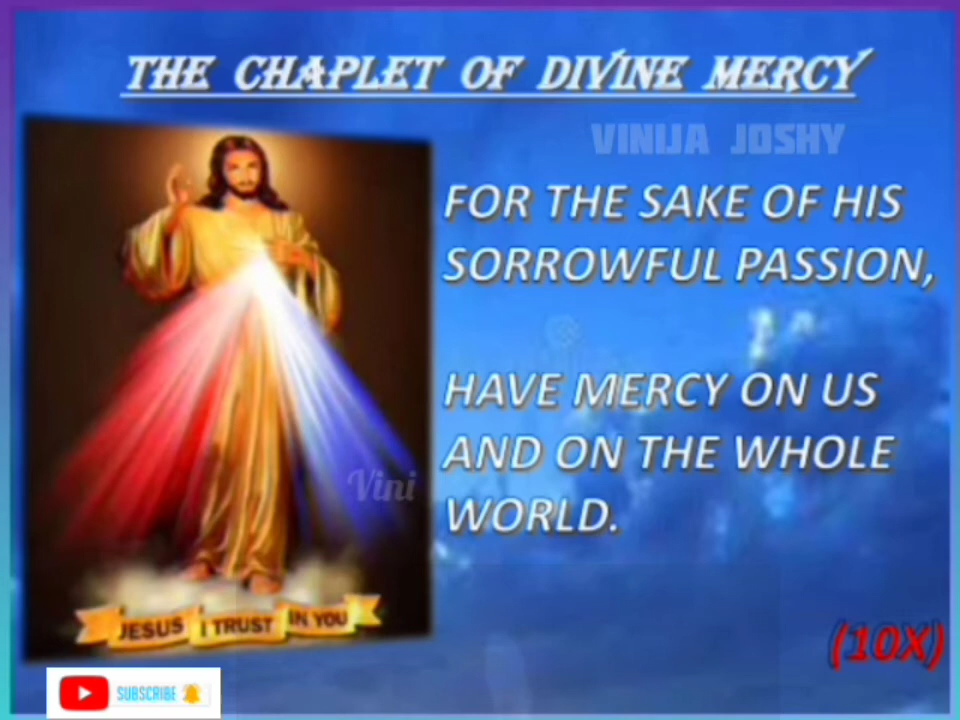 THE CHAPLET OF DIVINE MERCY
VINIJA JOSHY
FOR THE SAKE OF HIS
SORROWFUL PASSION,
HAVE MERCY ON US
AND ON THE WHOLE
WORLD.
Vini
JESUS I TRUST IN YOU
(10X)
SUBSCRIBE